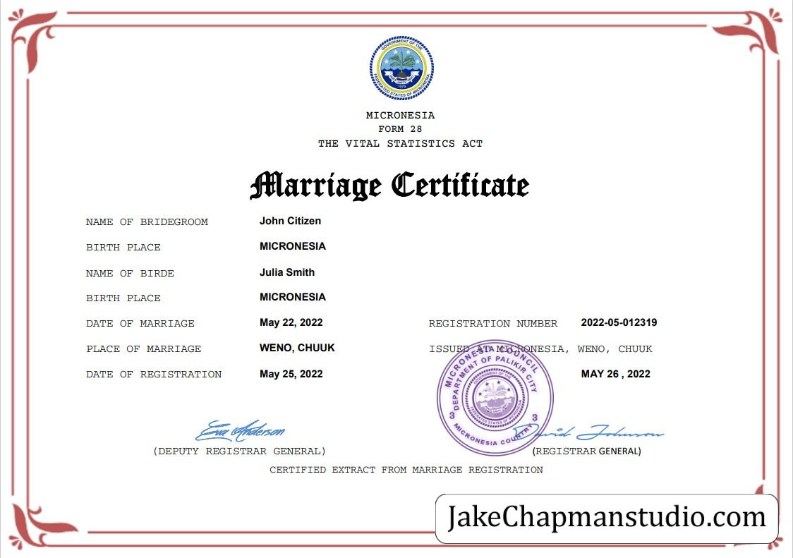 MICRONESIA
FORM 28
THE VITAL STATISTICS ACT
Marriage Certificate
NAME OF BRIDEGROOM John Citizen
BIRTH PLACE MICRONESIA
NAME OF BIRDE Julia Smith
BIRTH PLACE MICRONESIA
DATE OF MARRIAGE May 22, 2022 REGISTRATION NUMBER 2022-05-012319
PLACE OF MARRIAGE WENO, CHUUK ISSUED AT MICRONESIA, WENO, CHUUK
DATE OF REGISTRATION May 25, 2022 MAY 26 , 2022
MICRONESIA COUNCIL
DEPARTMENT OF PALIKIR CITY
3 3
MICRONESIA COUNTRY
Eva Anderson David Johnson
(DEPUTY REGISTRAR GENERAL) (REGISTRAR GENERAL)
CERTIFIED EXTRACT FROM MARRIAGE REGISTRATION
JakeChapmanstudio.com